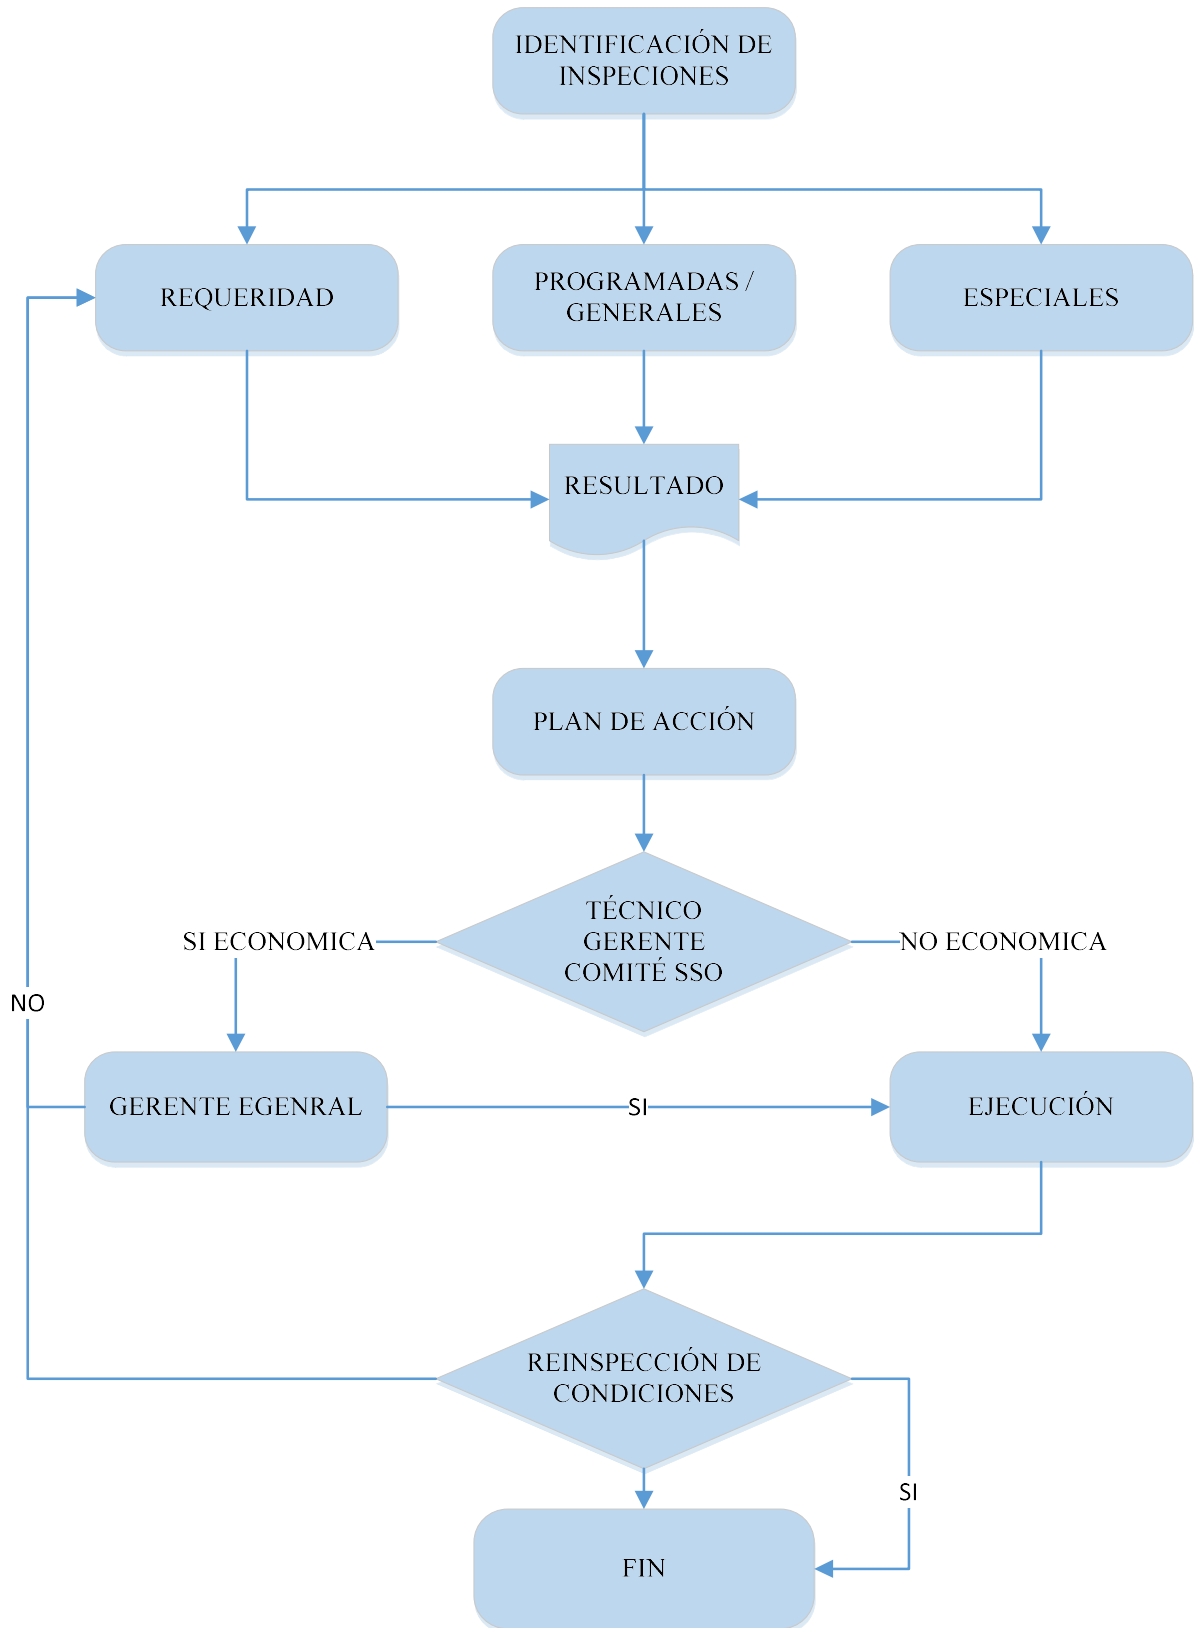 IDENTIFICACIÓN DE
INSPECIONES
REQUERIDAD
PROGRAMADAS /
GENERALES
ESPECIALES
RESULTADO
PLAN DE ACCIÓN
TÉCNICO
GERENTE
COMITÉ SSO
SI ECONOMICA
NO ECONOMICA
NO
GERENTE EGENRAL
SI
EJECUCIÓN
REINSPECCIÓN DE
CONDICIONES
SI
FIN